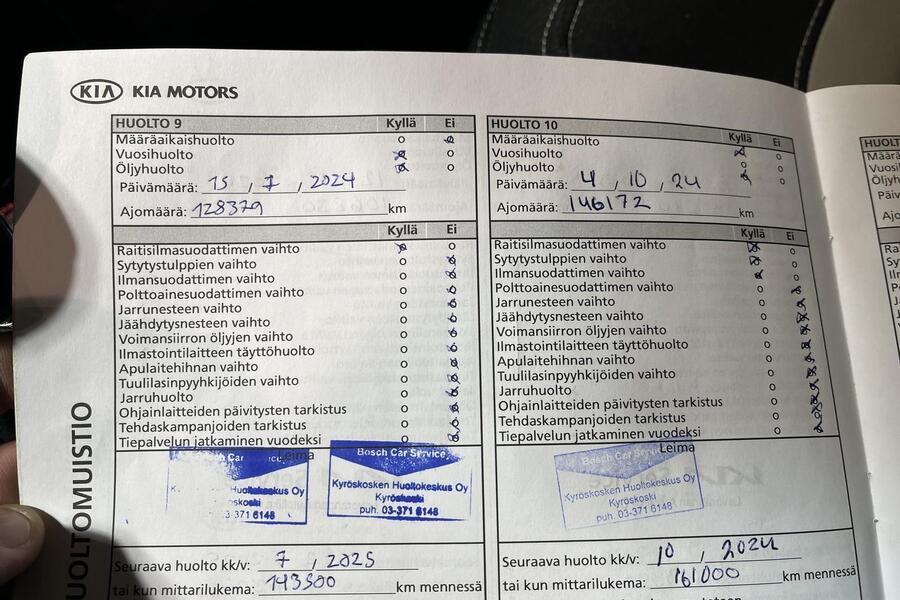 KIA KIA MOTORS
HUOLTO 9 Kyllä Ei
Määräaikaishuolto o o
Vuosihuolto o o
Öljyhuolto o o
Päivämäärä: 15 , 7 , 2024
Ajomäärä: 128379 km
Kyllä Ei
Raitisilmasuodattimen vaihto o o
Sytytystulppien vaihto o o
Ilmansuodattimen vaihto o o
Polttoainesuodattimen vaihto o o
Jarrunesteen vaihto o o
Jäähdytysnesteen vaihto o o
Voimansiirron öljyjen vaihto o o
Ilmastointilaitteen täyttöhuolto o o
Apulaitehihnan vaihto o o
Tuulilasinpyyhkijöiden vaihto o o
Jarruhuolto o o
Ohjainlaitteiden päivitysten tarkistus o o
Tehdaskampanjoiden tarkistus o o
Tiepalvelun jatkaminen vuodeksi o o
Leima
Bosch Car Service
Kyröskosken Huoltokeskus Oy
Kyröskoski
puh. 03-371 6148
Seuraava huolto kk/v: 7 , 2025
tai kun mittarilukema: 143300 km mennessä
HUOLTO 10 Kyllä Ei
Määräaikaishuolto
Vuosihuolto o
Öljyhuolto o o
Päivämäärä: 4 , 10 , 24
Ajomäärä: 146172 km
Kyllä Ei
Raitisilmasuodattimen vaihto o o
Sytytystulppien vaihto o o
Ilmansuodattimen vaihto o o
Polttoainesuodattimen vaihto o o
Jarrunesteen vaihto o o
Jäähdytysnesteen vaihto o o
Voimansiirron öljyjen vaihto o o
Ilmastointilaitteen täyttöhuolto o o
Apulaitehihnan vaihto o o
Tuulilasinpyyhkijöiden vaihto o o
Jarruhuolto o o
Ohjainlaitteiden päivitysten tarkistus o o
Tehdaskampanjoiden tarkistus o o
Tiepalvelun jatkaminen vuodeksi o o
Leima
Bosch Car Service
Kyröskosken Huoltokeskus Oy
Kyröskoski
puh. 03-371 6148
Seuraava huolto kk/v: 10 , 2024
tai kun mittarilukema: 161000 km mennessä